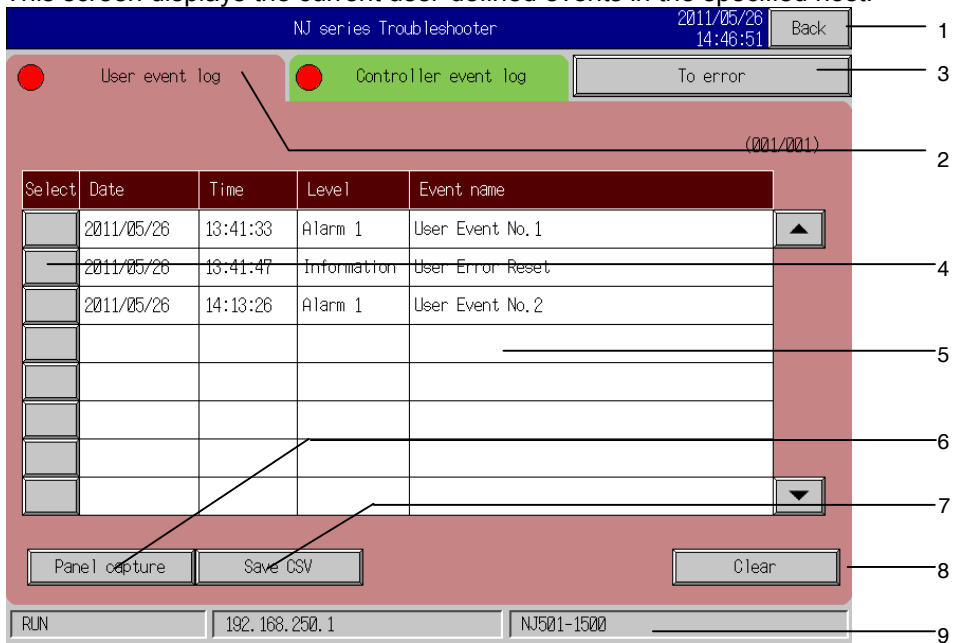 This screen displays the current user-defined events in the specified host.
NJ series Troubleshooter
2011/05/26
14:46:51
Back
1
User event log
Controller event log
To error
3
(001/001)
2
Select Date Time Level Event name
2011/05/26 13:41:33 Alarm 1 User Event No.1
2011/05/26 13:41:47 Information User Error Reset
4
2011/05/26 14:13:26 Alarm 1 User Event No.2
5
6
7
Panel capture
Save CSV
Clear
8
RUN
192.168.250.1
NJ501-1500
9